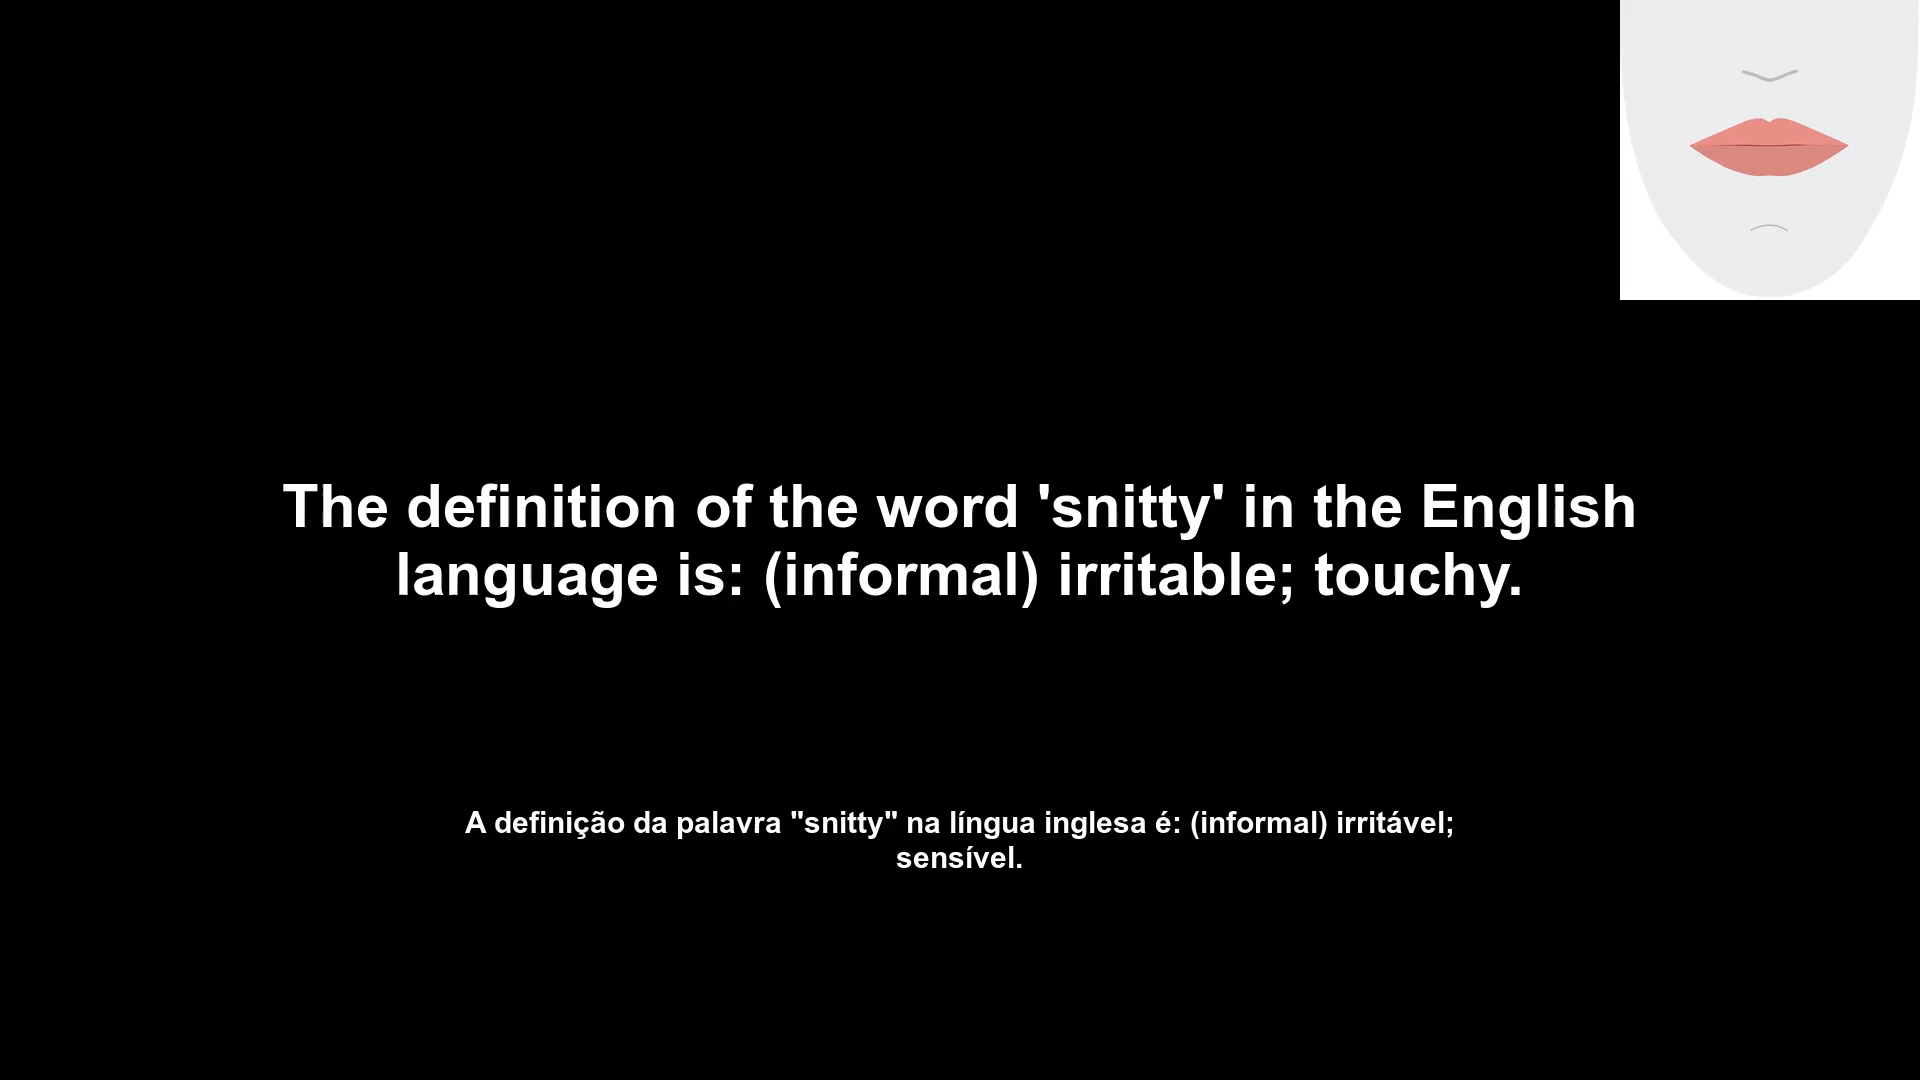 The definition of the word 'snitty' in the English
language is: (informal) irritable; touchy.
A definição da palavra "snitty" na língua inglesa é: (informal) irritável;
sensível.